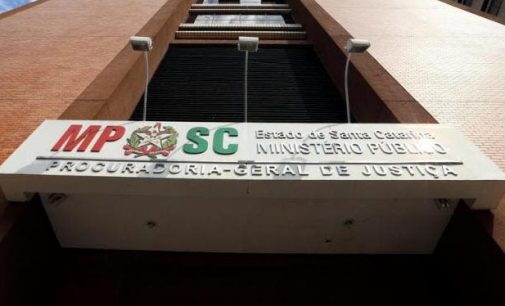 MP SC
Estado de Santa Catarina
MINISTÉRIO PÚBLICO
PROCURADORIA-GERAL DE JUSTIÇA